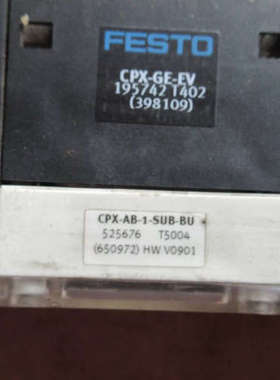 FESTO
CPX-GE-EV
195742 T402
(398109)
CPX-AB-1-SUB-BU
525676 T5004
(650972) HW V0901